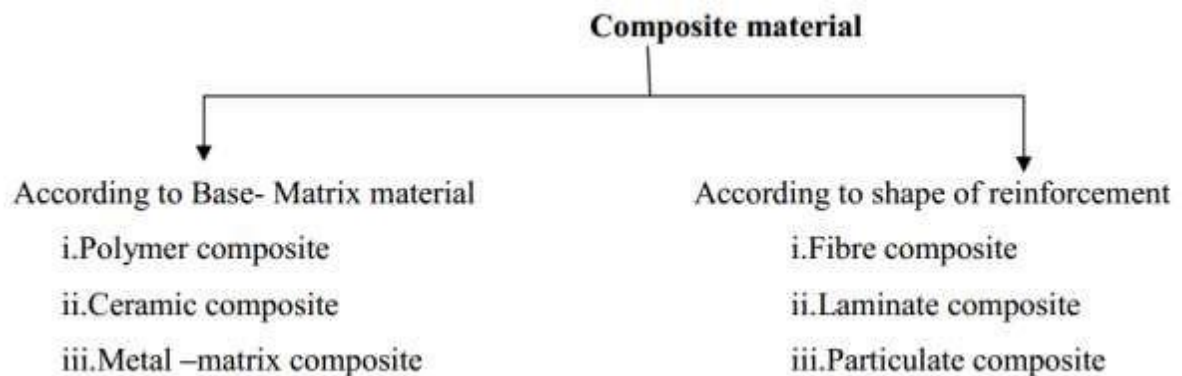 Composite material
According to Base- Matrix material
i.Polymer composite
ii.Ceramic composite
iii.Metal –matrix composite
According to shape of reinforcement
i.Fibre composite
ii.Laminate composite
iii.Particulate composite